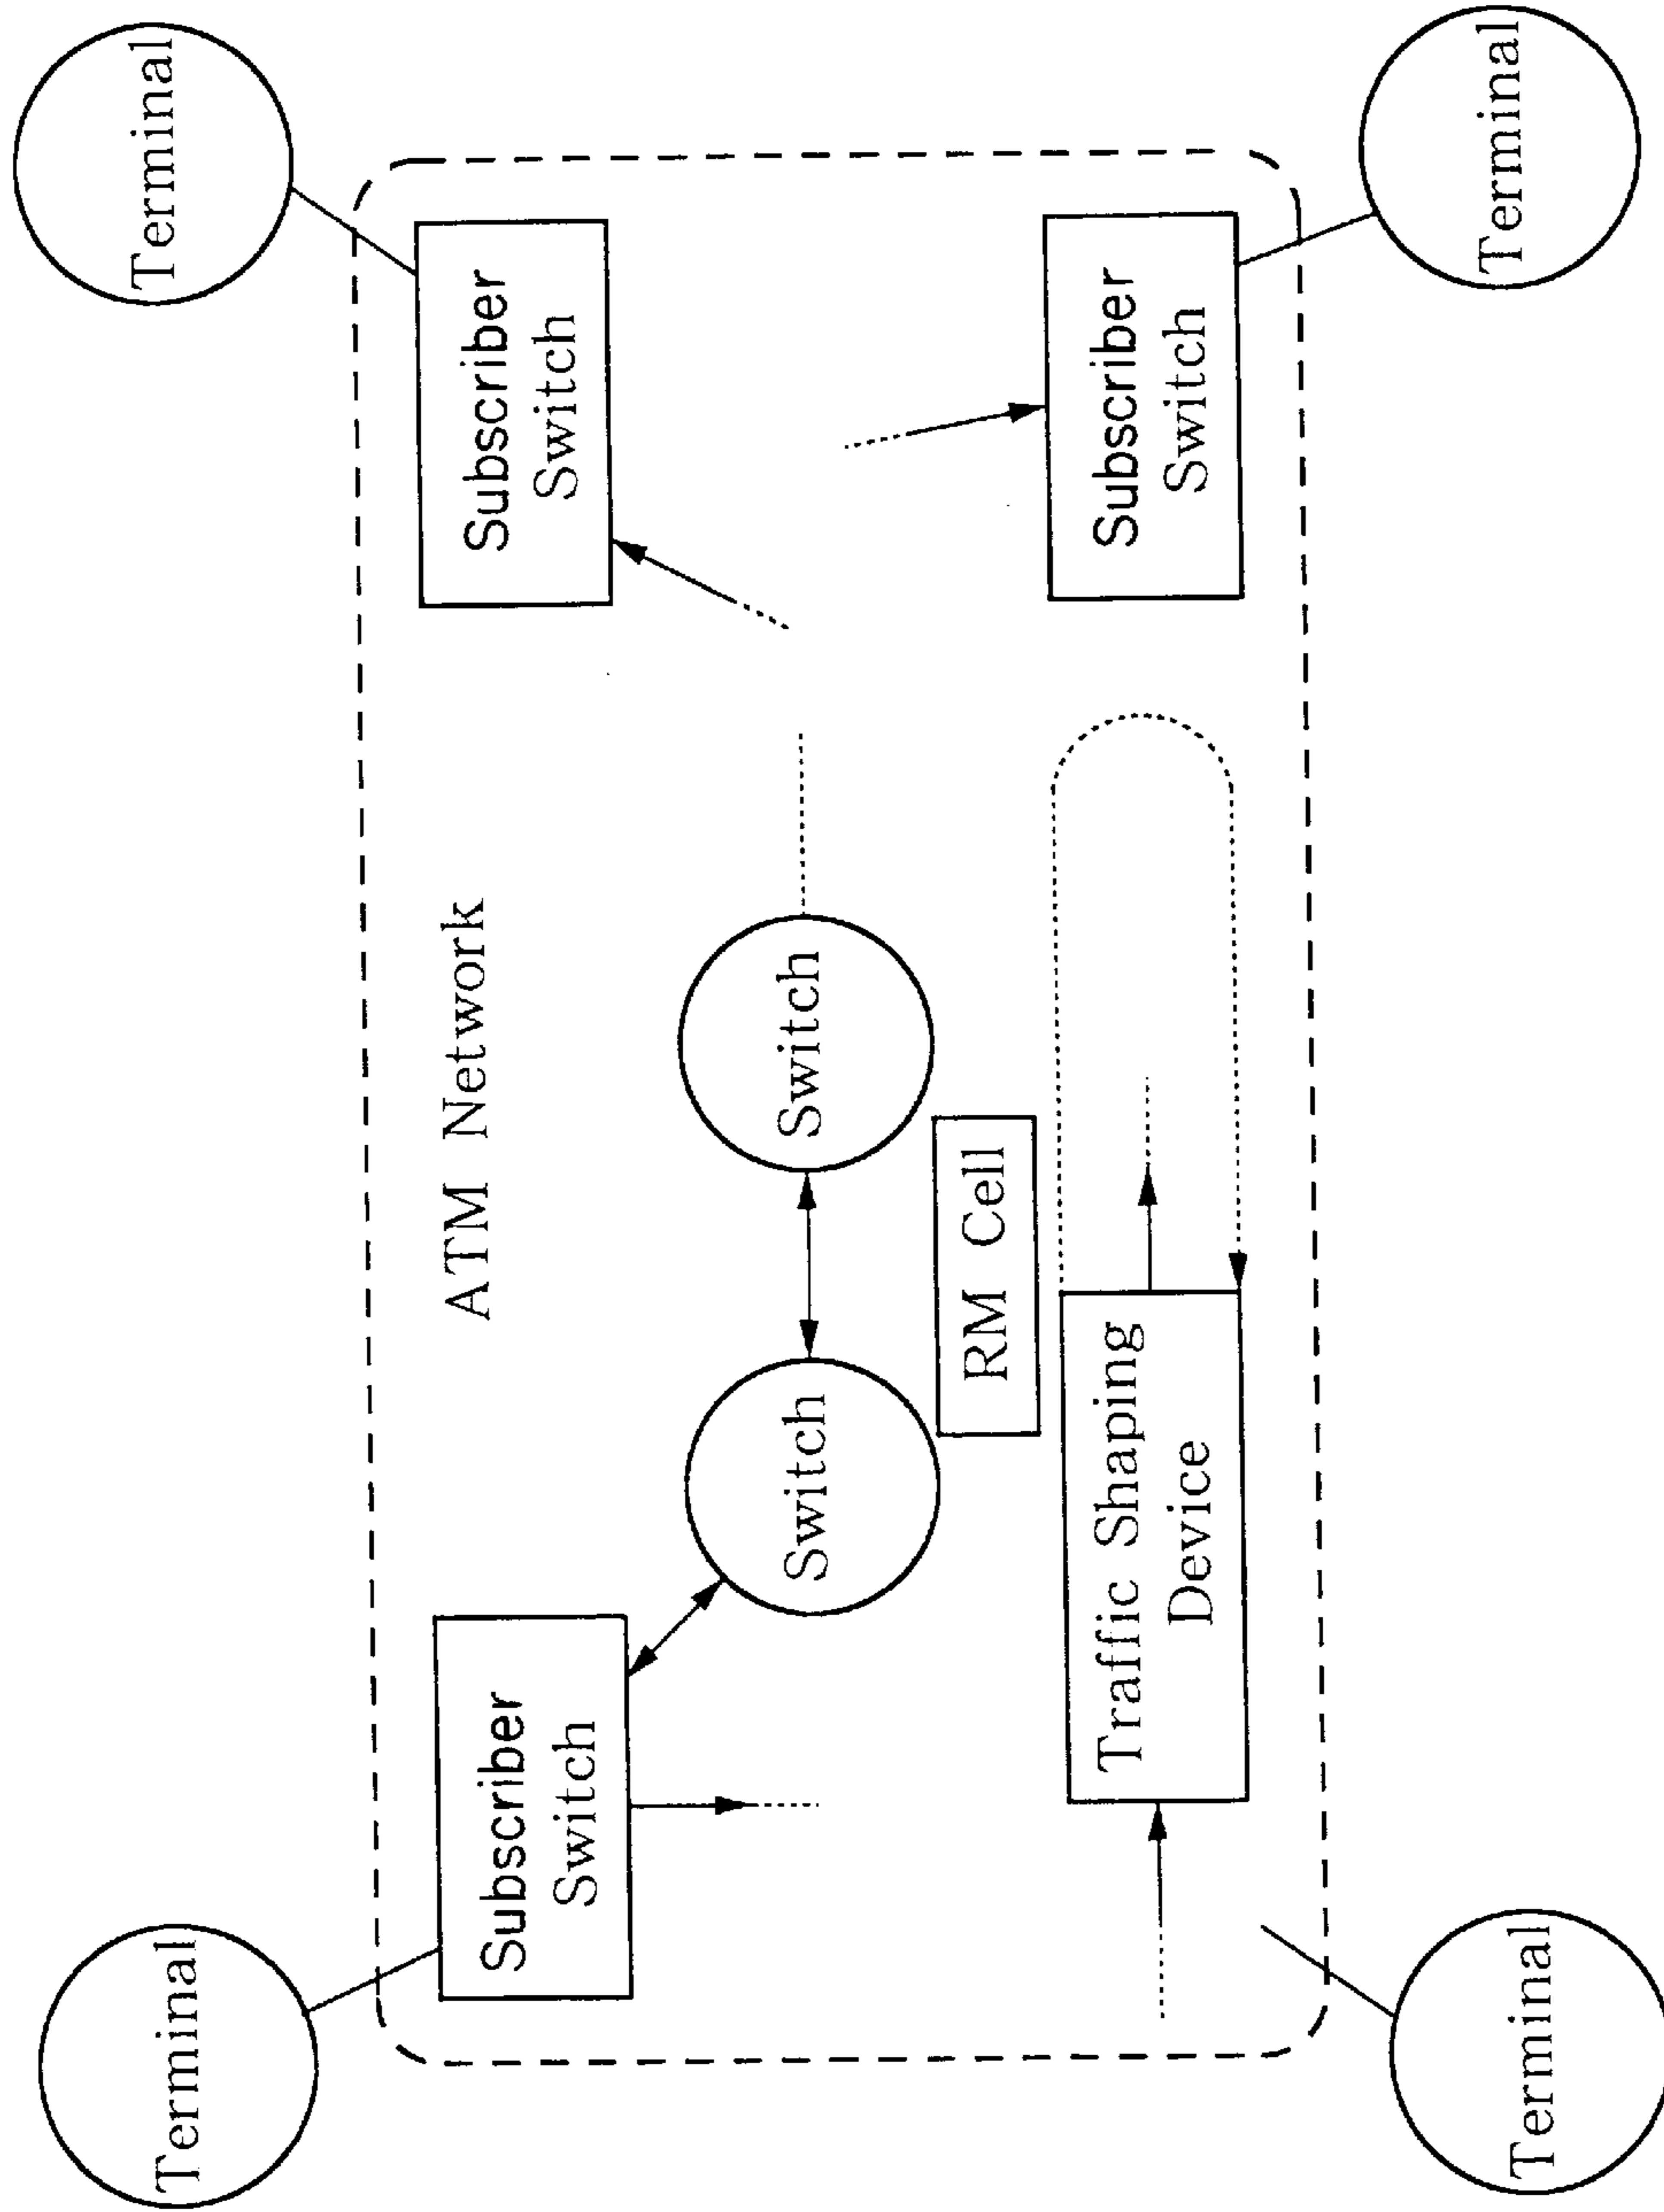 Terminal
Terminal
Subscriber
Switch
ATM Network
Subscriber
Switch
Switch
Switch
RM Cell
Traffic Shaping
Device
Subscriber
Switch
Terminal
Terminal